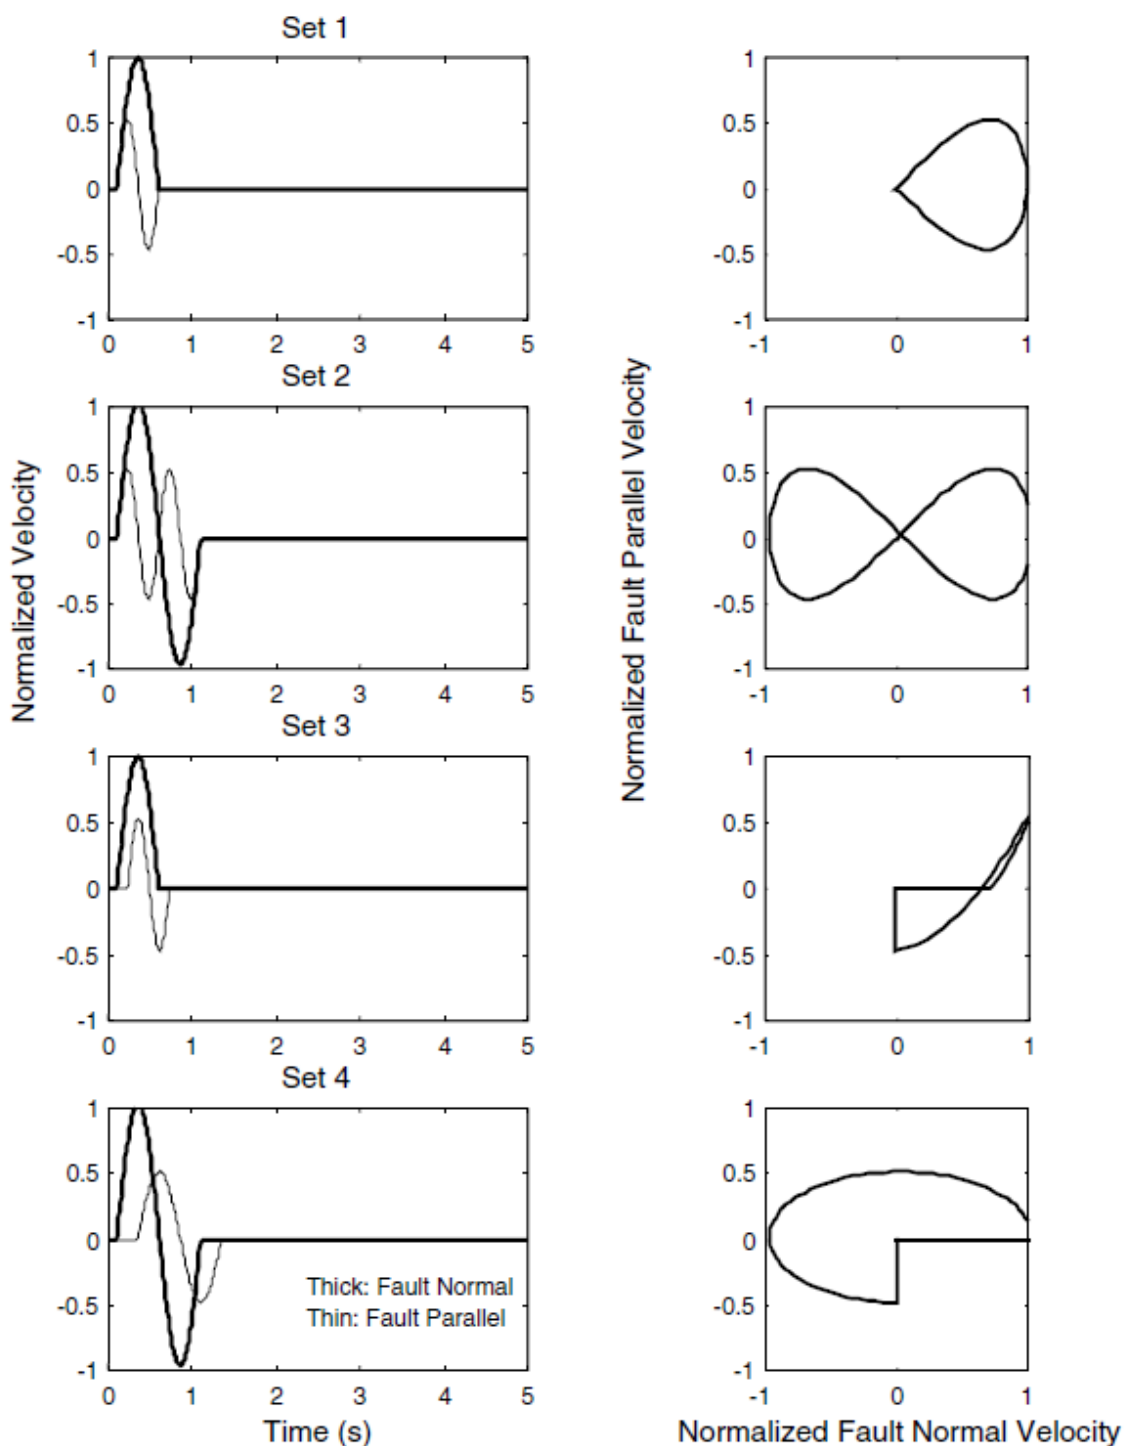 Set 1
1
0.5
0
-0.5
-1
0 1 2 3 4 5
1
0.5
0
-0.5
-1
-1 0 1
Set 2
1
0.5
0
-0.5
-1
0 1 2 3 4 5
1
0.5
0
-0.5
-1
-1 0 1
Normalized Velocity
Normalized Fault Parallel Velocity
Set 3
1
0.5
0
-0.5
-1
0 1 2 3 4 5
1
0.5
0
-0.5
-1
-1 0 1
Set 4
1
0.5
0
-0.5
-1
Thick: Fault Normal
Thin: Fault Parallel
0 1 2 3 4 5
Time (s)
1
0.5
0
-0.5
-1
-1 0 1
Normalized Fault Normal Velocity